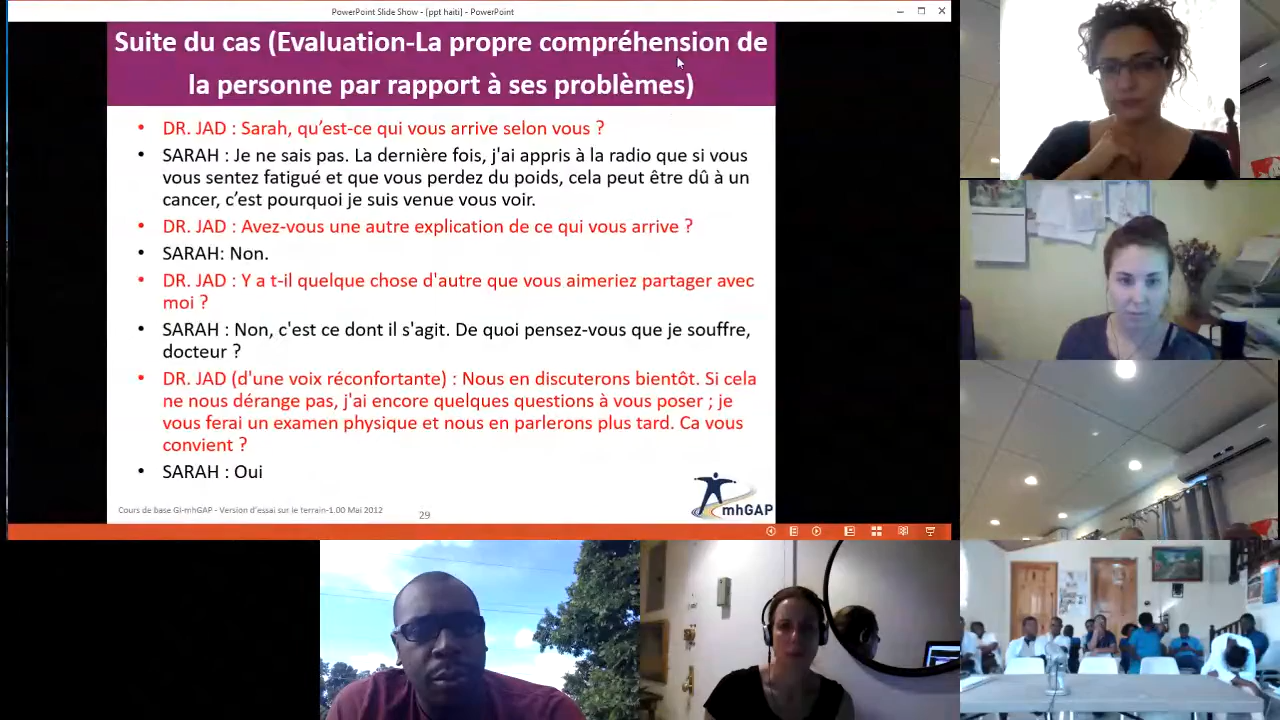 PowerPoint Slide Show - [ppt haiti] - PowerPoint
Suite du cas (Evaluation-La propre compréhension de
la personne par rapport à ses problèmes)
• DR. JAD : Sarah, qu’est-ce qui vous arrive selon vous ?
• SARAH : Je ne sais pas. La dernière fois, j'ai appris à la radio que si vous
vous sentez fatigué et que vous perdez du poids, cela peut être dû à un
cancer, c’est pourquoi je suis venue vous voir.
• DR. JAD : Avez-vous une autre explication de ce qui vous arrive ?
• SARAH: Non.
• DR. JAD : Y a t-il quelque chose d'autre que vous aimeriez partager avec
moi ?
• SARAH : Non, c'est ce dont il s'agit. De quoi pensez-vous que je souffre,
docteur ?
• DR. JAD (d'une voix réconfortante) : Nous en discuterons bientôt. Si cela
ne nous dérange pas, j'ai encore quelques questions à vous poser ; je
vous ferai un examen physique et nous en parlerons plus tard. Ca vous
convient ?
• SARAH : Oui
mhGAP
Cours de base GI-mhGAP - Version d'essai sur le terrain-1.00 Mai 2012
29